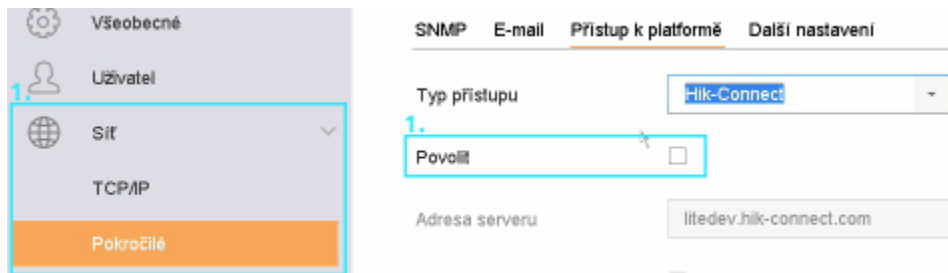 Všeobecné
Uživatel
1.
Síť
TCP/IP
Pokročilé
SNMP E-mail Přístup k platformě Další nastavení
Typ přístupu Hik-Connect
1.
Povolit
Adresa serveru litedev.hik-connect.com